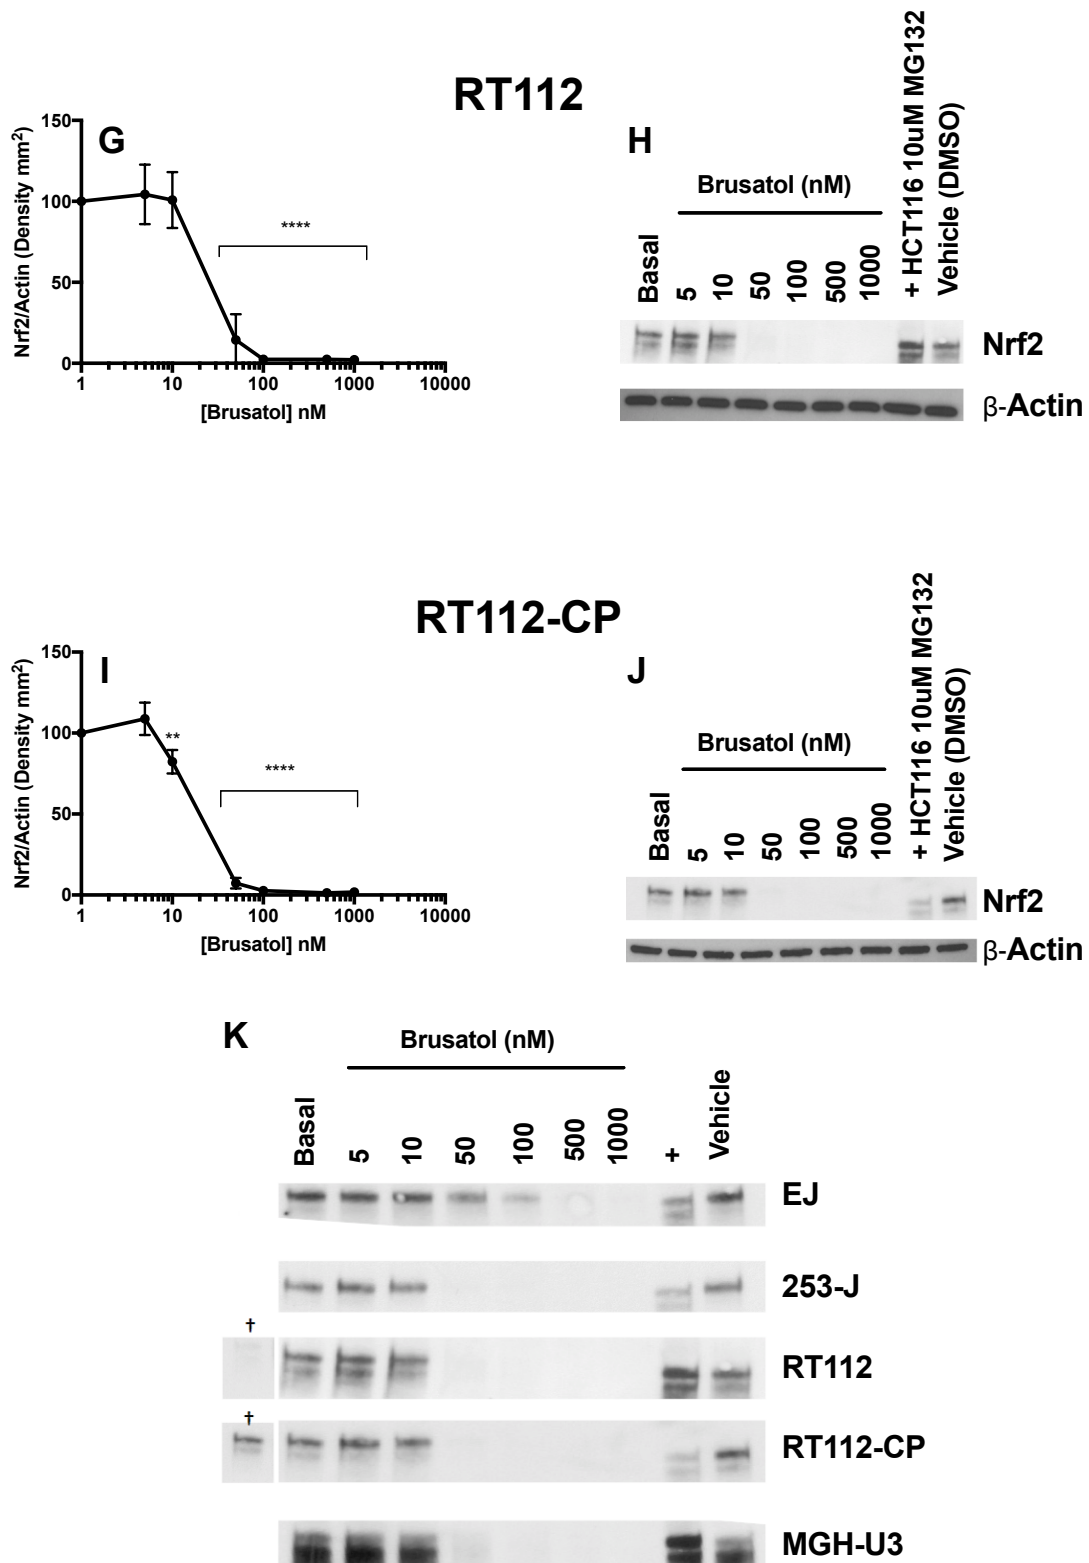 RT112
G
150
100
50
0
Nrf2/Actin (Density mm²)
****
1
10
100
1000
10000
[Brusatol] nM
H
Brusatol (nM)
Basal
5
10
50
100
500
1000
+ HCT116 10uM MG132
Vehicle (DMSO)
Nrf2
β-Actin
RT112-CP
I
150
100
50
0
Nrf2/Actin (Density mm²)
**
****
1
10
100
1000
10000
[Brusatol] nM
J
Brusatol (nM)
Basal
5
10
50
100
500
1000
+ HCT116 10uM MG132
Vehicle (DMSO)
Nrf2
β-Actin
K
Brusatol (nM)
Basal
5
10
50
100
500
1000
+
Vehicle
EJ
253-J
†
RT112
†
RT112-CP
MGH-U3